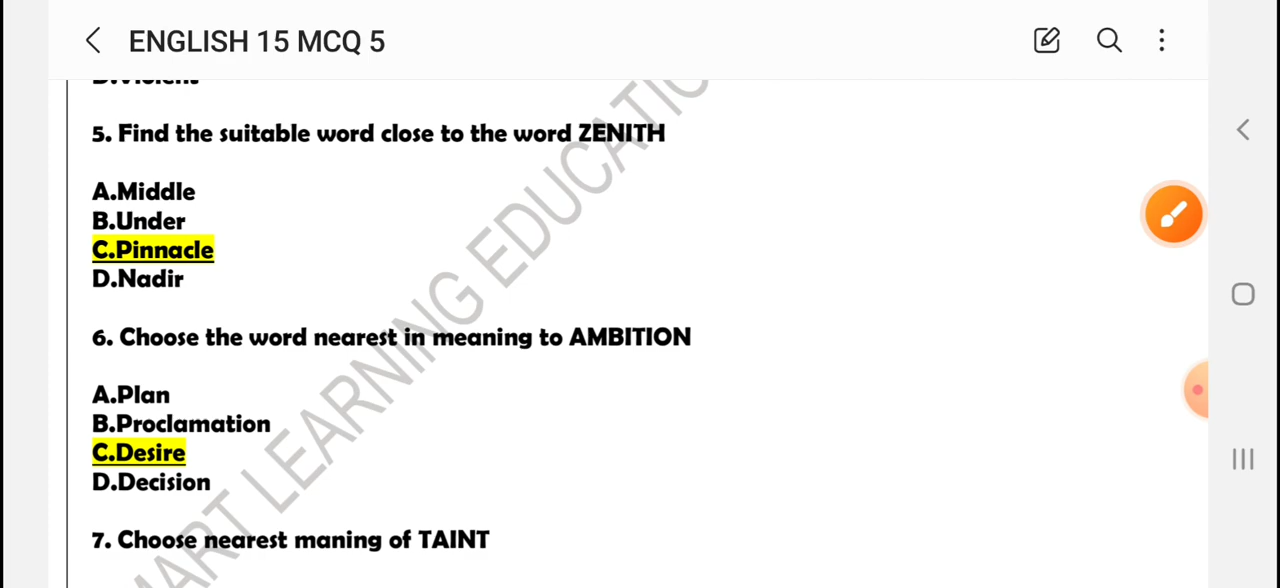 ENGLISH 15 MCQ 5
5. Find the suitable word close to the word ZENITH
A.Middle
B.Under
C.Pinnacle
D.Nadir
6. Choose the word nearest in meaning to AMBITION
A.Plan
B.Proclamation
C.Desire
D.Decision
7. Choose nearest maning of TAINT
LEARNING